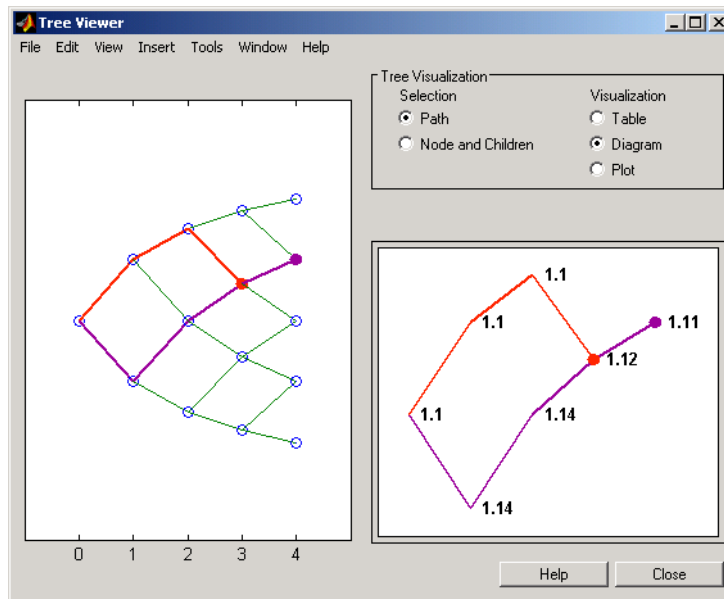 Tree Viewer
File Edit View Insert Tools Window Help
Tree Visualization
Selection Visualization
Path Table
Node and Children Diagram
Plot
1.1
1.1 1.11
1.12
1.1 1.14
1.14
0 1 2 3 4
Help Close